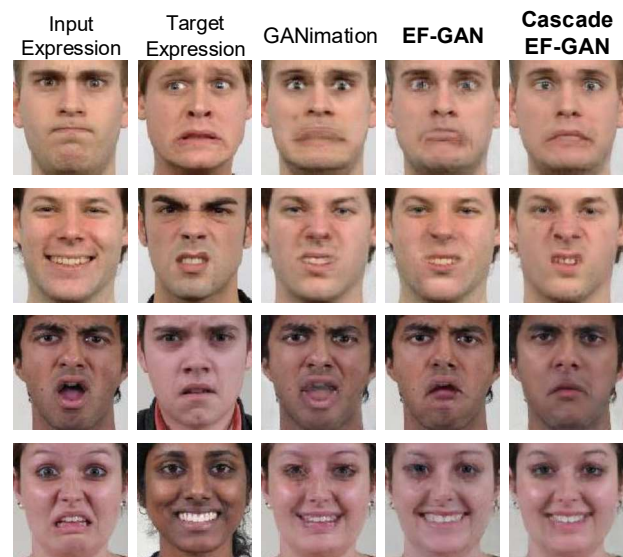 Input
Expression
Target
Expression
GANimation
EF-GAN
Cascade
EF-GAN